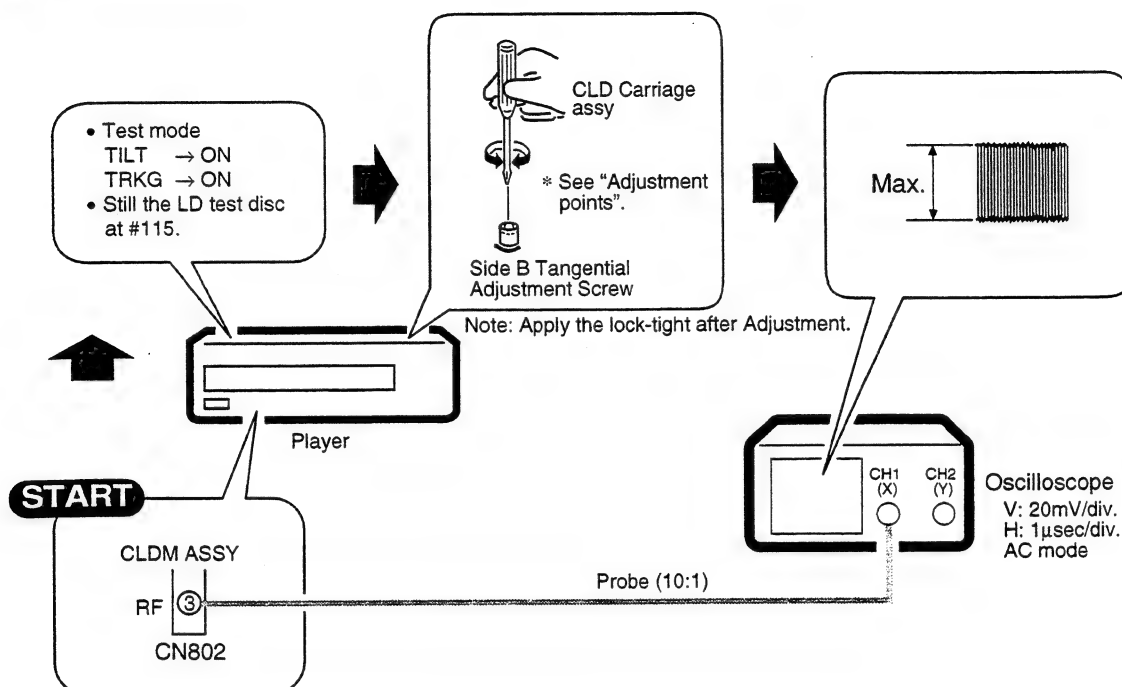 • Test mode
TILT → ON
TRKG → ON
• Still the LD test disc
at #115.
CLD Carriage
assy
* See “Adjustment
points”.
Side B Tangential
Adjustment Screw
Note: Apply the lock-tight after Adjustment.
Max.
Player
START
CLDM ASSY
RF ③
CN802
Probe (10:1)
CH1
(X)
CH2
(Y)
Oscilloscope
V: 20mV/div.
H: 1µsec/div.
AC mode